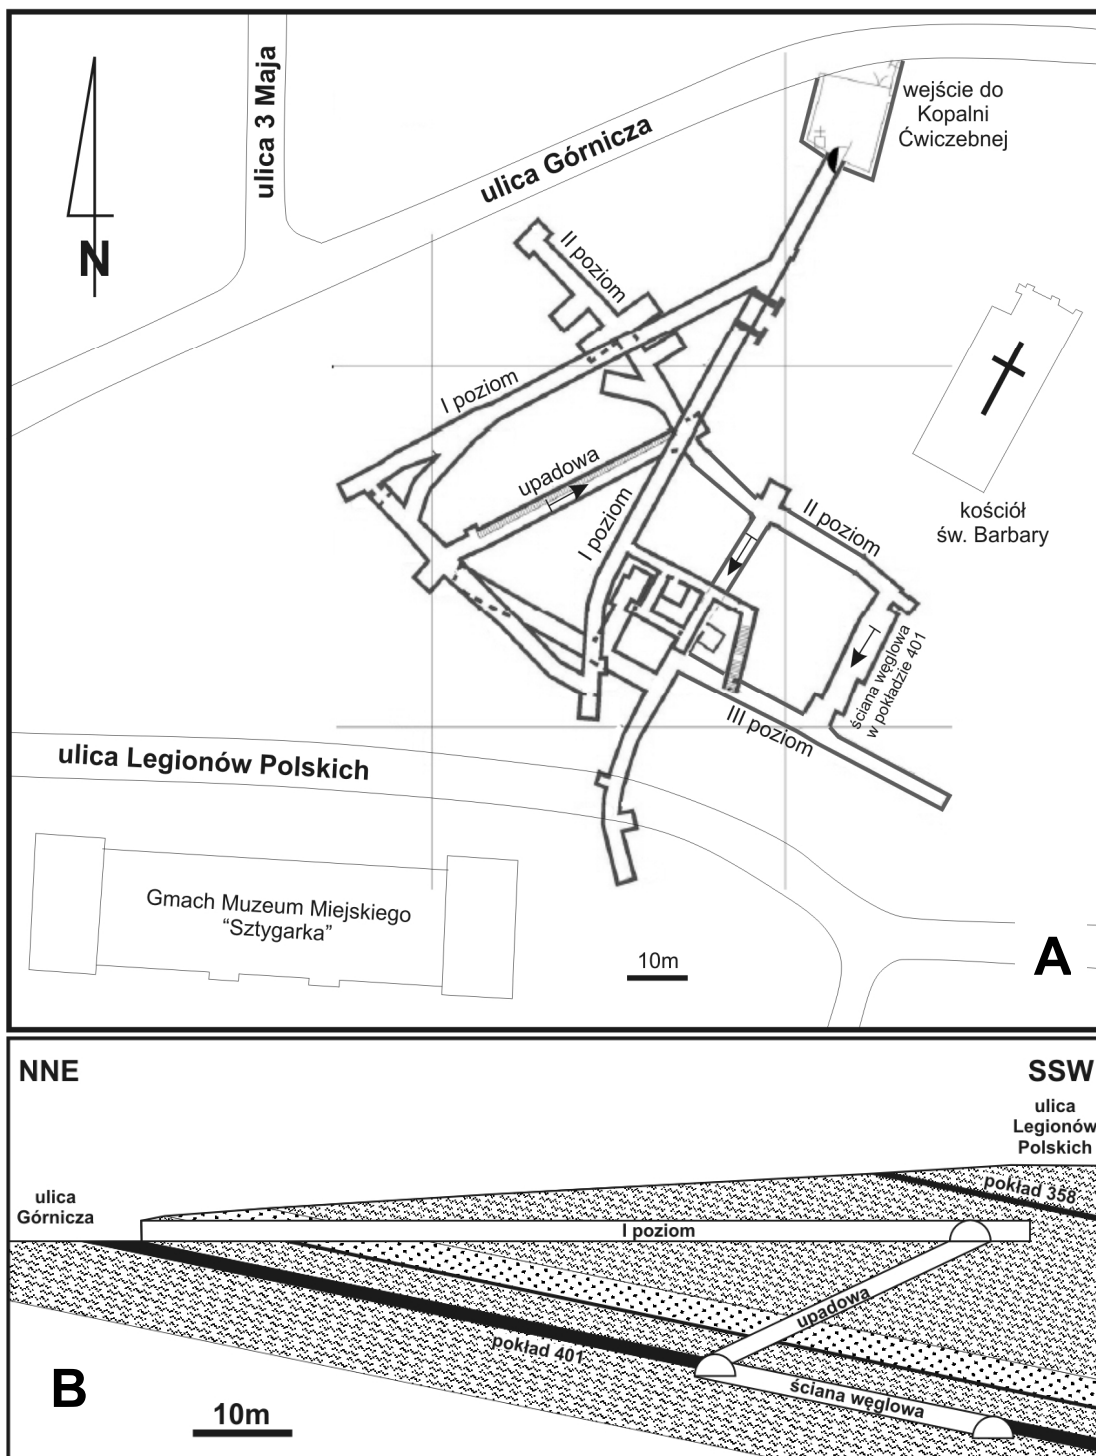 ulica 3 Maja
wejście do
Kopalni
Ćwiczebnej
ulica Górnicza
N
II poziom
I poziom
upadowa
I poziom
II poziom
kościół
św. Barbary
ściana węglowa
w pokładzie 401
III poziom
ulica Legionów Polskich
Gmach Muzeum Miejskiego
“Sztygarka”
10m
A
NNE
SSW
ulica
Legionów
Polskich
ulica
Górnicza
pokład 358
I poziom
upadowa
pokład 401
ściana węglowa
B
10m